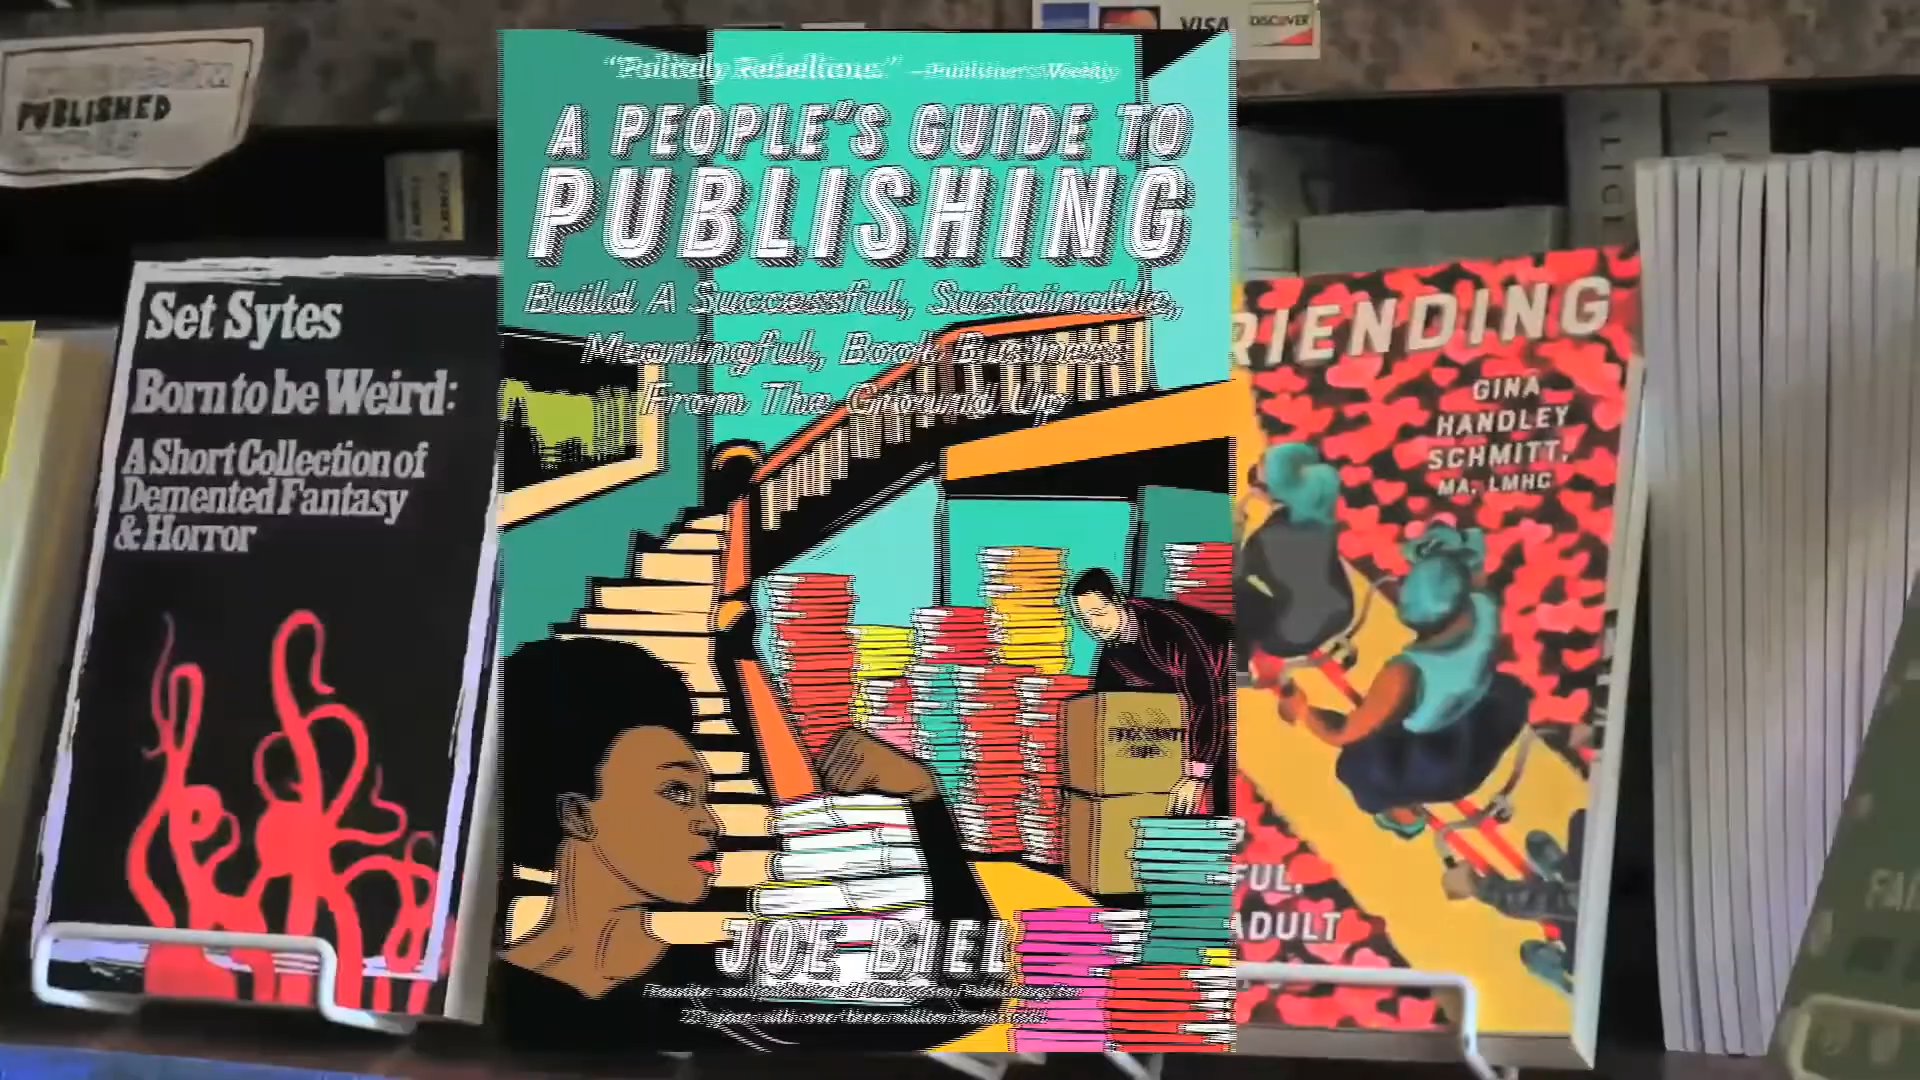 VISA
DISCOVER
PUBLISHED
"Politely Rebellious" —Publishers Weekly
A PEOPLE'S GUIDE TO
PUBLISHING
Build A Successful, Sustainable,
Meaningful, Book Business
From The Ground Up
JOE BIEL
Set Sytes
Born to be Weird:
A Short Collection of
Demented Fantasy
& Horror
RIENDING
GINA
HANDLEY
SCHMITT,
MA, LMHC
FUL,
ADULT
ALICE